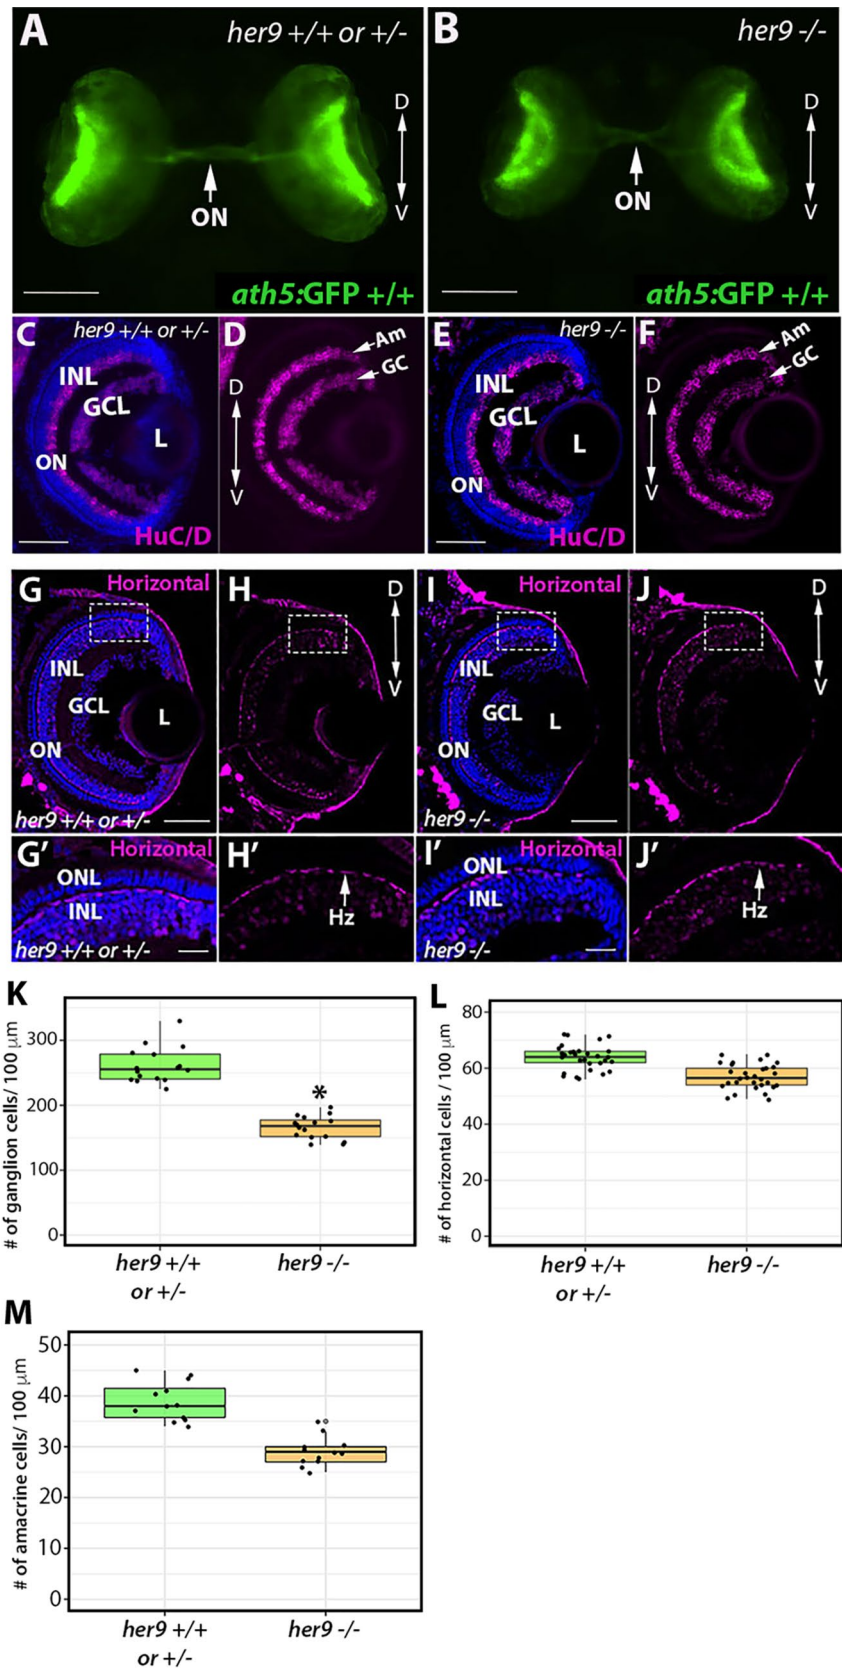 A
her9 +/+ or +/-
D
V
ON
ath5:GFP +/+
B
her9 -/-
D
V
ON
ath5:GFP +/+
C
her9 +/+ or +/-
INL
GCL
L
ON
HuC/D
D
Am
GC
D
V
E
her9 -/-
INL
GCL
L
ON
HuC/D
F
Am
GC
D
V
G
Horizontal
INL
GCL
L
ON
her9 +/+ or +/-
H
D
V
I
Horizontal
INL
GCL
L
ON
her9 -/-
J
D
V
G'
Horizontal
ONL
INL
her9 +/+ or +/-
H'
Hz
I'
Horizontal
ONL
INL
her9 -/-
J'
Hz
K
# of ganglion cells/ 100 μm
300
200
100
0
*
her9 +/+
or +/-
her9 -/-
L
# of horizontal cells / 100 μm
80
60
40
20
0
her9 +/+
or +/-
her9 -/-
M
# of amacrine cells/ 100 μm
50
40
30
20
10
0
her9 +/+
or +/-
her9 -/-